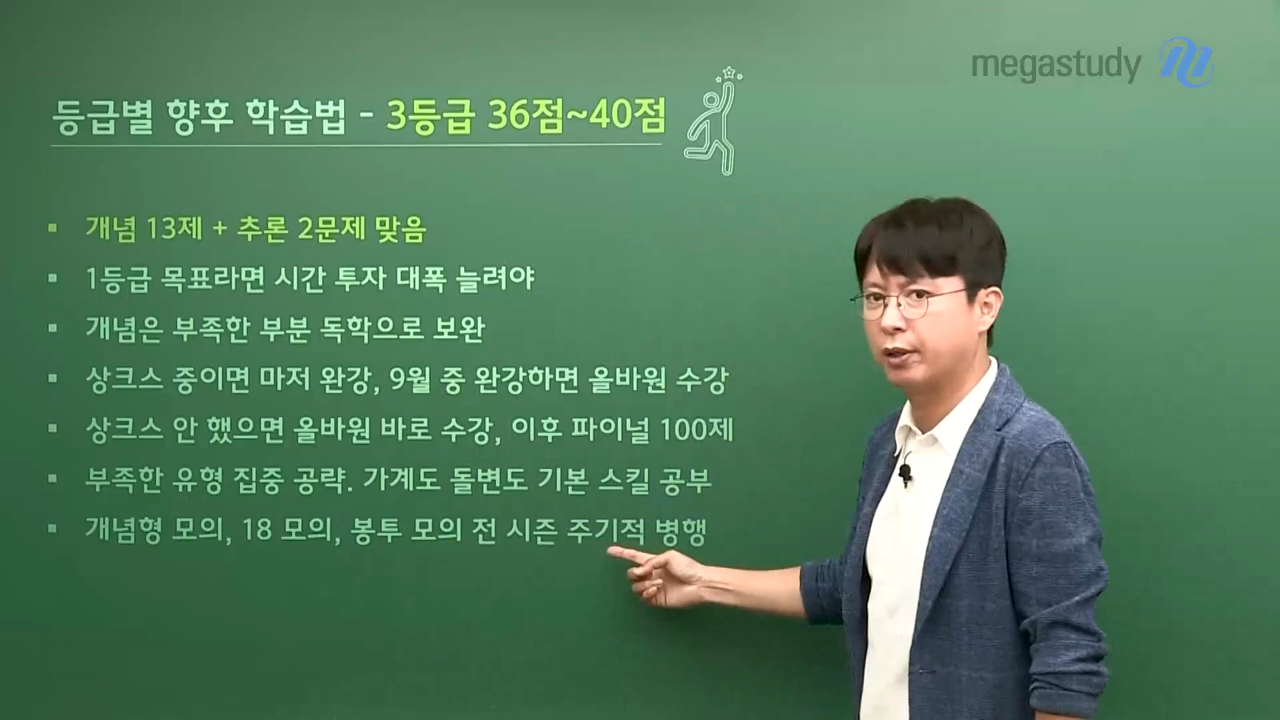 megastudy
등급별 향후 학습법 - 3등급 36점~40점
▪ 개념 13제 + 추론 2문제 맞음
▪ 1등급 목표라면 시간 투자 대폭 늘려야
▪ 개념은 부족한 부분 독학으로 보완
▪ 상크스 중이면 마저 완강, 9월 중 완강하면 올바원 수강
▪ 상크스 안 했으면 올바원 바로 수강, 이후 파이널 100제
▪ 부족한 유형 집중 공략. 가계도 돌변도 기본 스킬 공부
▪ 개념형 모의, 18 모의, 봉투 모의 전 시즌 주기적 병행